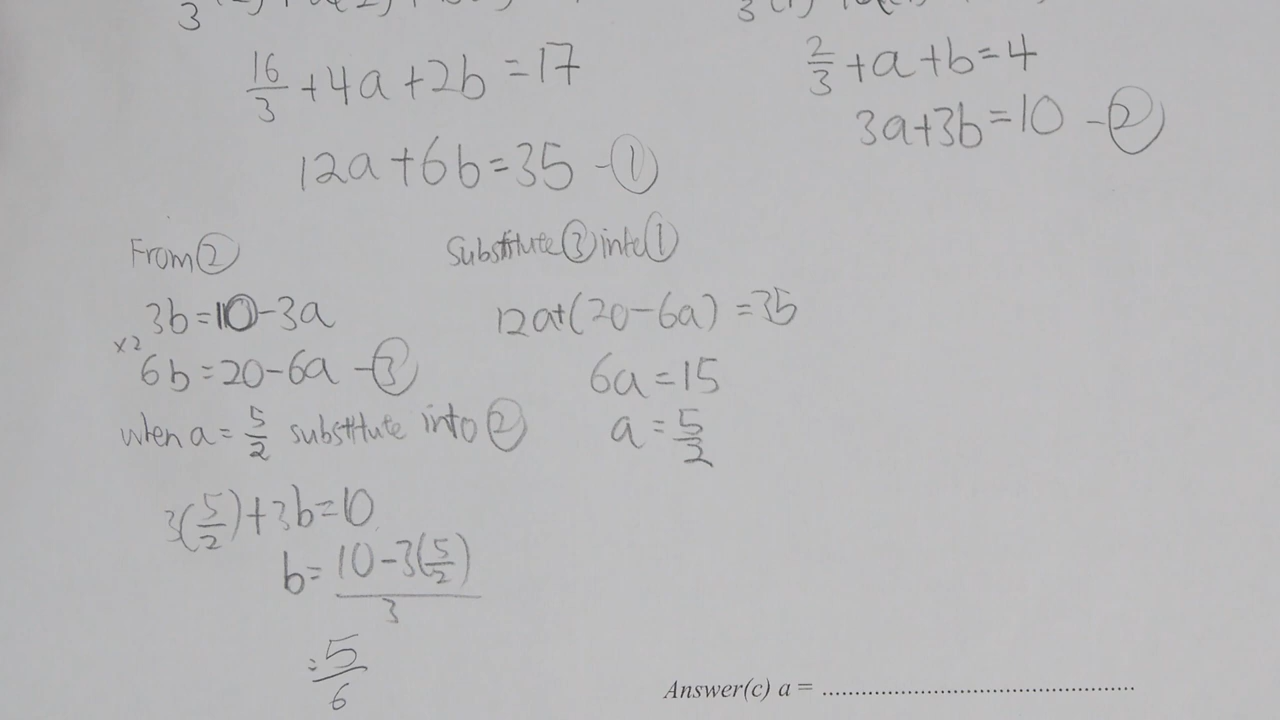 16/3 + 4a + 2b = 17
12a + 6b = 35 - ①
2/3 + a + b = 4
3a + 3b = 10 - ②
From ②
3b = 10 - 3a
×2
6b = 20 - 6a - ③
Substitute ③ into ①
12a + (20 - 6a) = 35
6a = 15
a = 5/2
when a = 5/2 substitute into ②
3(5/2) + 3b = 10
b = 10 - 3(5/2) / 3
= 5/6
Answer(c) a = ................................................